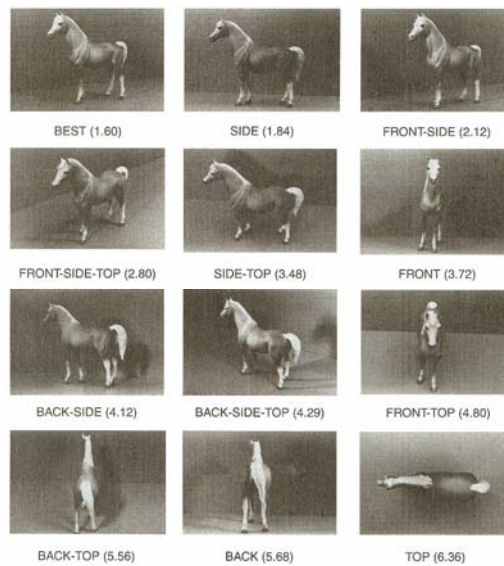 BEST (1.60)
SIDE (1.84)
FRONT-SIDE (2.12)
FRONT-SIDE-TOP (2.80)
SIDE-TOP (3.48)
FRONT (3.72)
BACK-SIDE (4.12)
BACK-SIDE-TOP (4.29)
FRONT-TOP (4.80)
BACK-TOP (5.56)
BACK (5.68)
TOP (6.36)